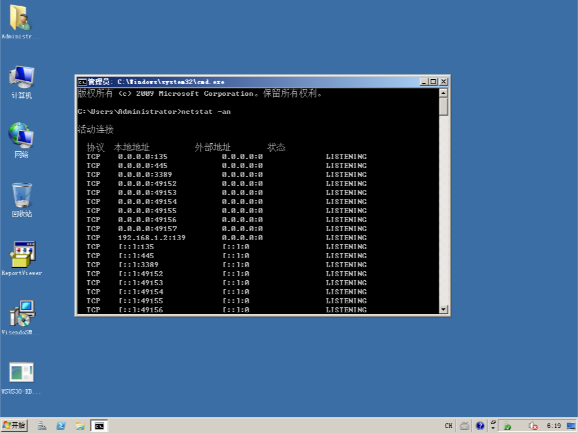 Administr...
计算机
网络
回收站
ReportViewer
VisendoSM...
管理员: C:\Windows\system32\cmd.exe
版权所有 (c) 2009 Microsoft Corporation。保留所有权利。
C:\Users\Administrator>netstat -an
活动连接
协议 本地地址 外部地址 状态
TCP 0.0.0.0:135 0.0.0.0:0 LISTENING
TCP 0.0.0.0:445 0.0.0.0:0 LISTENING
TCP 0.0.0.0:3389 0.0.0.0:0 LISTENING
TCP 0.0.0.0:49152 0.0.0.0:0 LISTENING
TCP 0.0.0.0:49153 0.0.0.0:0 LISTENING
TCP 0.0.0.0:49154 0.0.0.0:0 LISTENING
TCP 0.0.0.0:49155 0.0.0.0:0 LISTENING
TCP 0.0.0.0:49156 0.0.0.0:0 LISTENING
TCP 0.0.0.0:49157 0.0.0.0:0 LISTENING
TCP 192.168.1.2:139 0.0.0.0:0 LISTENING
TCP [::]:135 [::]:0 LISTENING
TCP [::]:445 [::]:0 LISTENING
TCP [::]:3389 [::]:0 LISTENING
TCP [::]:49152 [::]:0 LISTENING
TCP [::]:49153 [::]:0 LISTENING
TCP [::]:49154 [::]:0 LISTENING
TCP [::]:49155 [::]:0 LISTENING
TCP [::]:49156 [::]:0 LISTENING
开始
CH
6:19